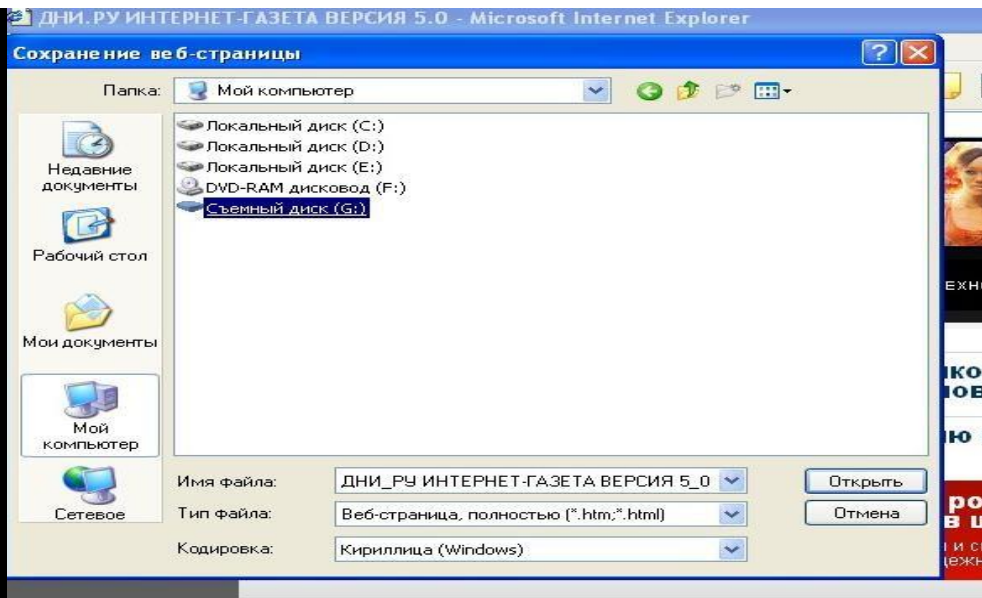 ДНИ.РУ ИНТЕРНЕТ-ГАЗЕТА ВЕРСИЯ 5.0 - Microsoft Internet Explorer
Сохранение веб-страницы
Папка:
Мой компьютер
Локальный диск (C:)
Локальный диск (D:)
Локальный диск (E:)
DVD-RAM дисковод (F:)
Съемный диск (G:)
Недавние
документы
Рабочий стол
Мои документы
Мой
компьютер
Сетевое
Имя файла:
ДНИ_РУ ИНТЕРНЕТ-ГАЗЕТА ВЕРСИЯ 5_0
Открыть
Тип файла:
Веб-страница, полностью (*.htm;*.html)
Отмена
Кодировка:
Кириллица (Windows)